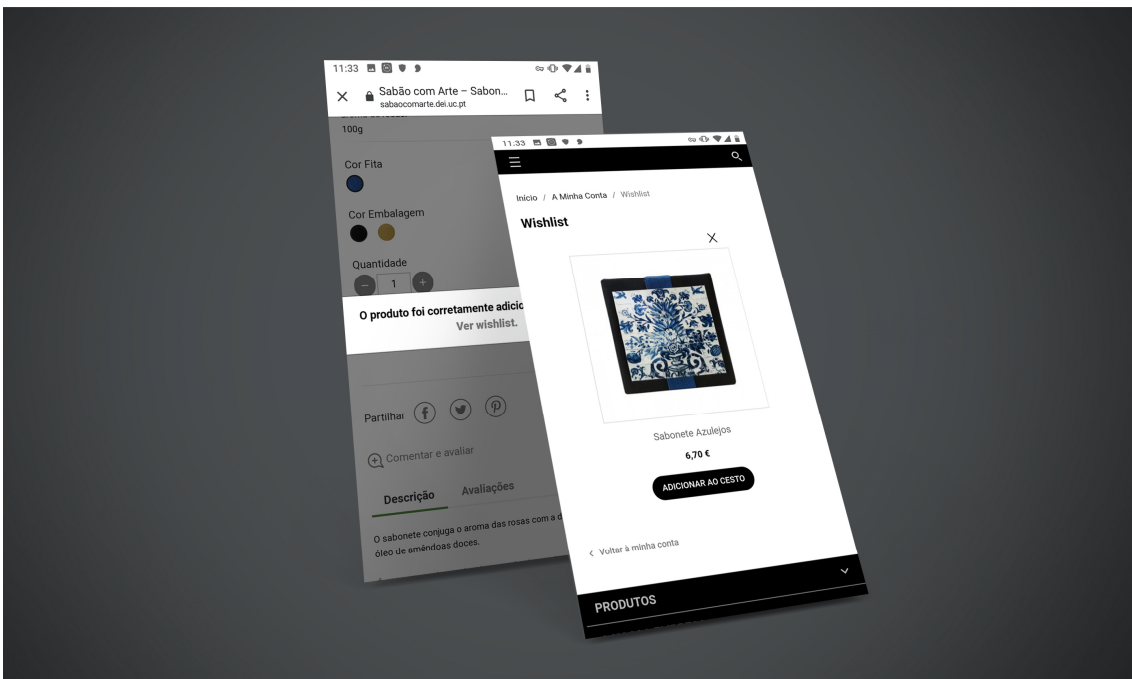 11:33
Sabão com Arte – Sabon...
sabaocomarte.dei.uc.pt
100g
Cor Fita
Cor Embalagem
Quantidade
− 1 +
O produto foi corretamente adic
Ver wishlist.
Partilhar
Comentar e avaliar
Descrição Avaliações
O sabonete conjuga o aroma das rosas com a d
óleo de amêndoas doces.
11:33
Início / A Minha Conta / Wishlist
Wishlist
Sabonete Azulejos
6,70 €
ADICIONAR AO CESTO
< Voltar à minha conta
PRODUTOS